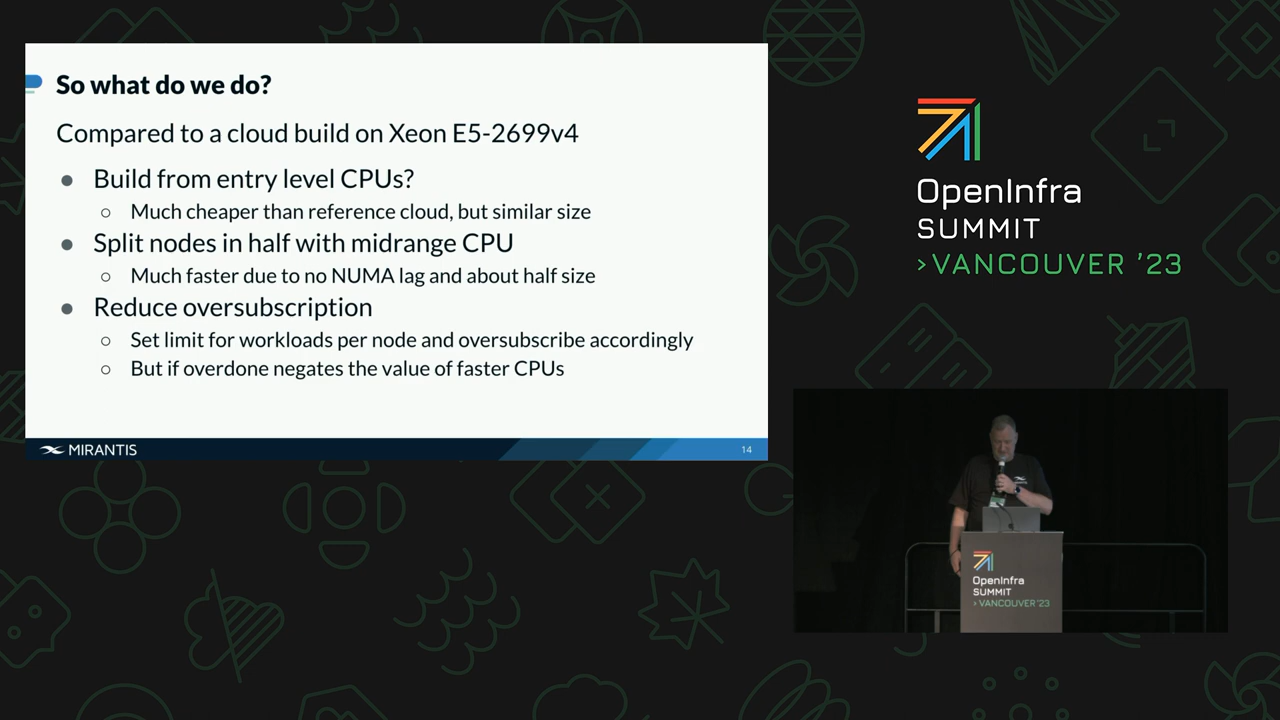 So what do we do?
Compared to a cloud build on Xeon E5-2699v4
● Build from entry level CPUs?
○ Much cheaper than reference cloud, but similar size
● Split nodes in half with midrange CPU
○ Much faster due to no NUMA lag and about half size
● Reduce oversubscription
○ Set limit for workloads per node and oversubscribe accordingly
○ But if overdone negates the value of faster CPUs
MIRANTIS
14
OpenInfra
SUMMIT
>VANCOUVER '23
OpenInfra
SUMMIT
>VANCOUVER '23